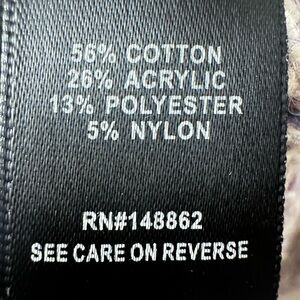 56% COTTON
26% ACRYLIC
13% POLYESTER
5% NYLON
RN#148862
SEE CARE ON REVERSE